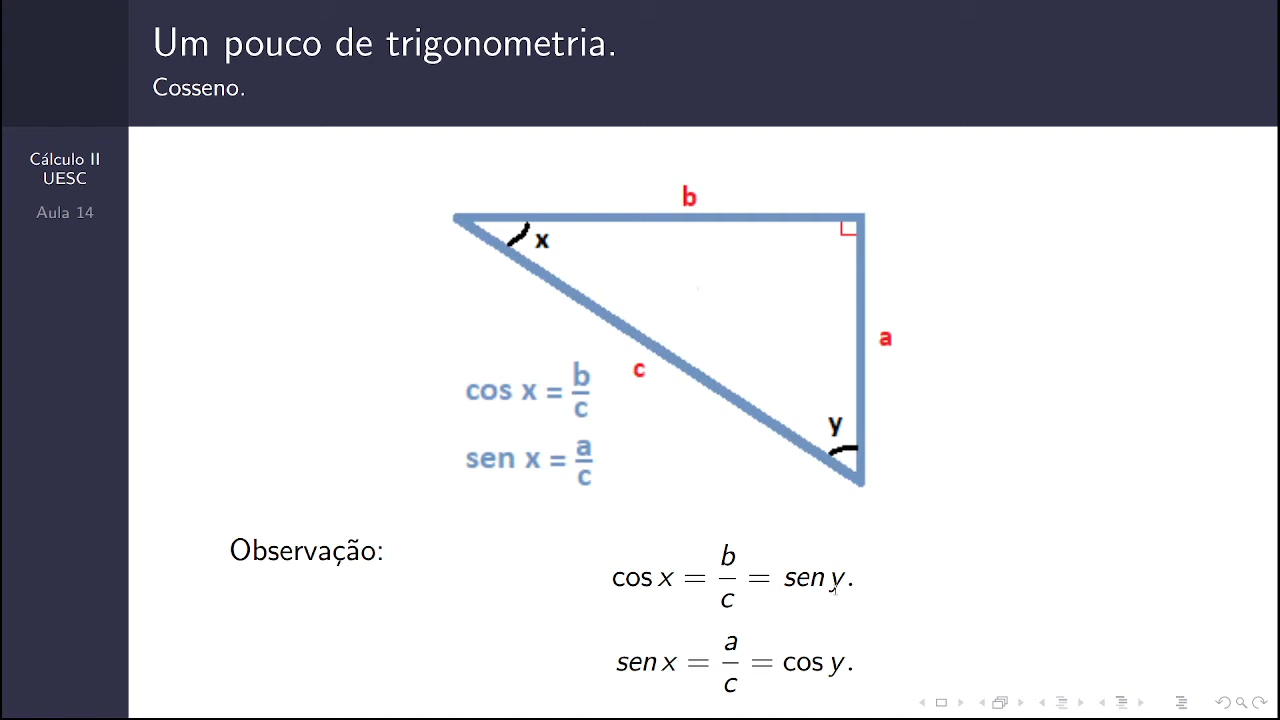 Um pouco de trigonometria.
Cosseno.
Cálculo II
UESC
Aula 14
b
x
a
c
y
cos x = b/c
sen x = a/c
Observação:
cos x = b/c = sen y.
sen x = a/c = cos y.